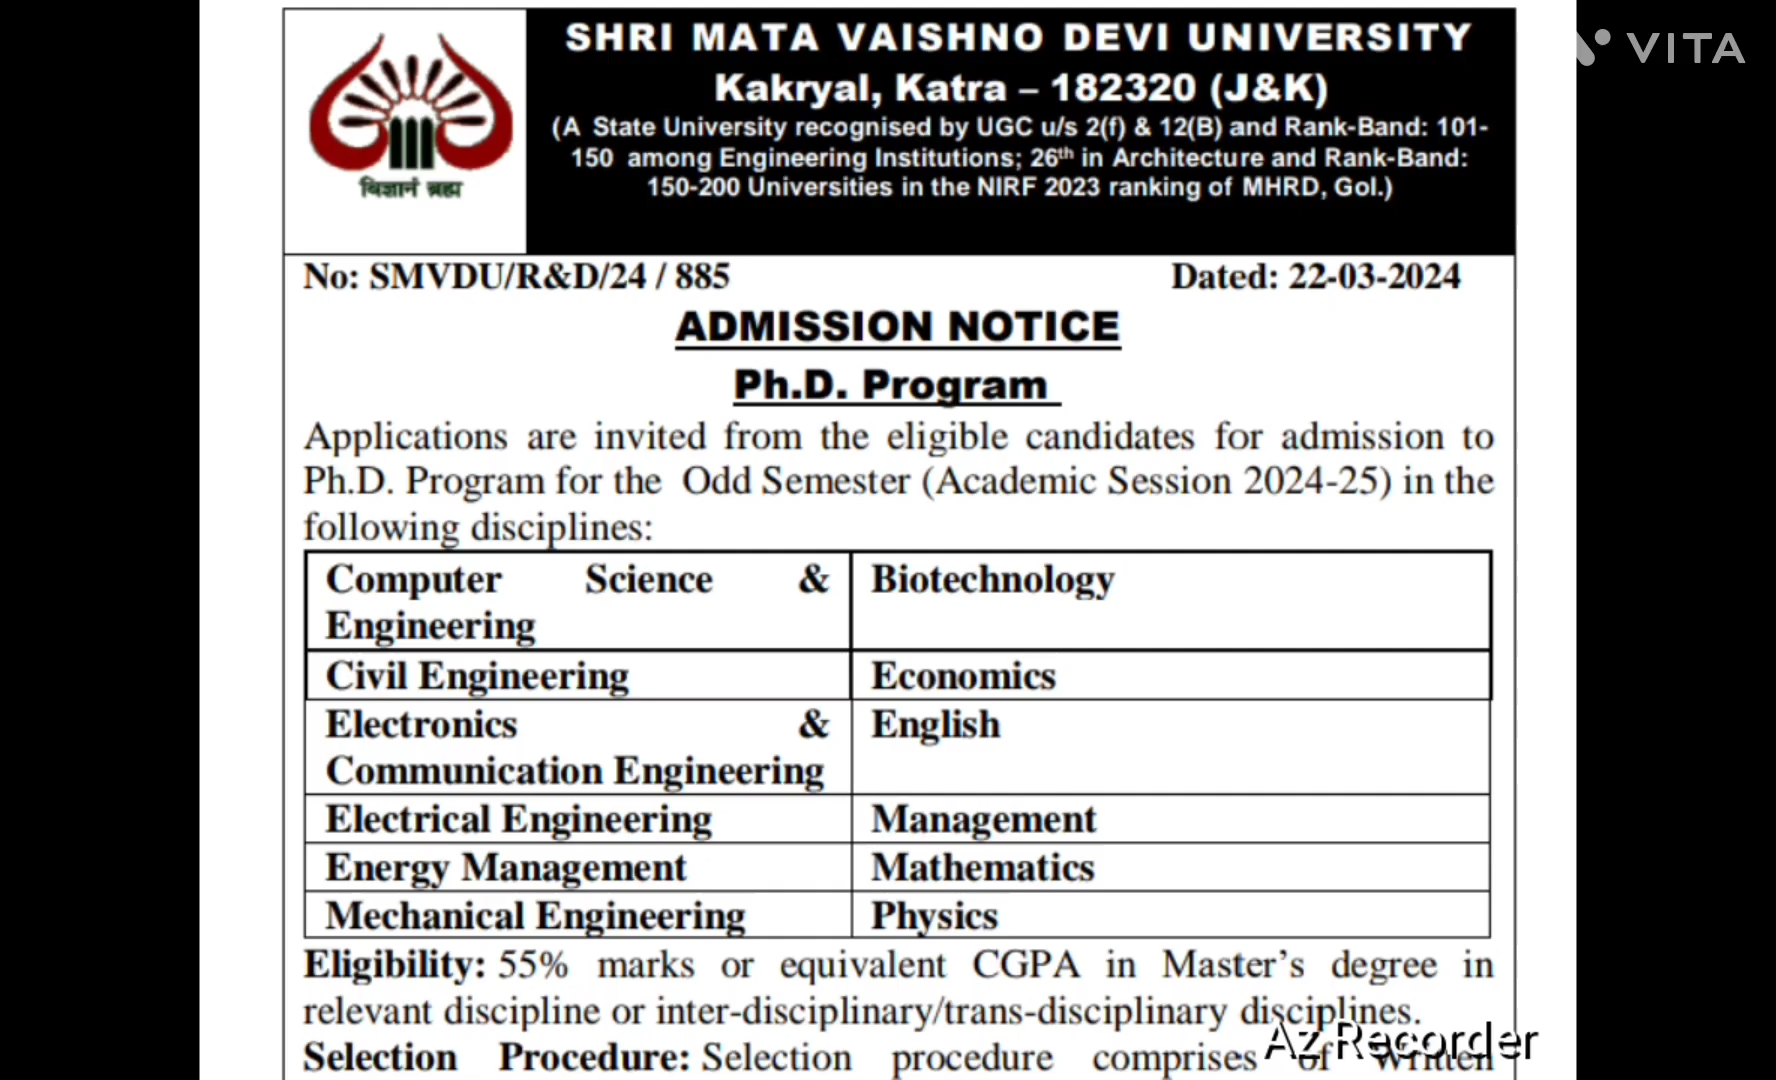 VITA
SHRI MATA VAISHNO DEVI UNIVERSITY
Kakryal, Katra – 182320 (J&K)
(A State University recognised by UGC u/s 2(f) & 12(B) and Rank-Band: 101-
150 among Engineering Institutions; 26th in Architecture and Rank-Band:
150-200 Universities in the NIRF 2023 ranking of MHRD, GoI.)
विज्ञानं ब्रह्म
No: SMVDU/R&D/24 / 885 Dated: 22-03-2024
ADMISSION NOTICE
Ph.D. Program
Applications are invited from the eligible candidates for admission to
Ph.D. Program for the Odd Semester (Academic Session 2024-25) in the
following disciplines:
Computer Science & Biotechnology
Engineering
Civil Engineering Economics
Electronics & English
Communication Engineering
Electrical Engineering Management
Energy Management Mathematics
Mechanical Engineering Physics
Eligibility: 55% marks or equivalent CGPA in Master's degree in
relevant discipline or inter-disciplinary/trans-disciplinary disciplines.
Selection Procedure: Selection procedure comprises of Written
Az Recorder